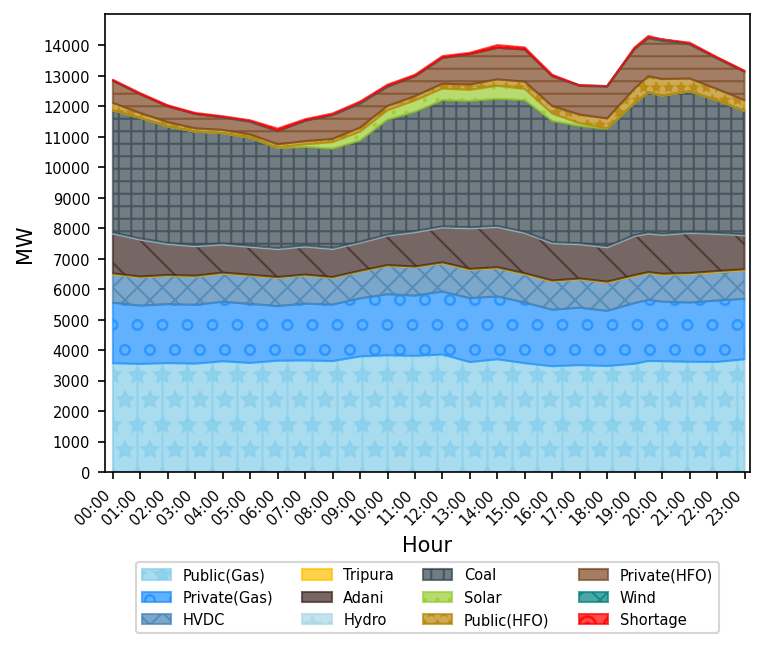 14000
13000
12000
11000
10000
9000
8000
7000
6000
5000
4000
3000
2000
1000
0
MW
00:00 01:00 02:00 03:00 04:00 05:00 06:00 07:00 08:00 09:00 10:00 11:00 12:00 13:00 14:00 15:00 16:00 17:00 18:00 19:00 20:00 21:00 22:00 23:00
Hour
Public(Gas) Tripura Coal Private(HFO)
Private(Gas) Adani Solar Wind
HVDC Hydro Public(HFO) Shortage